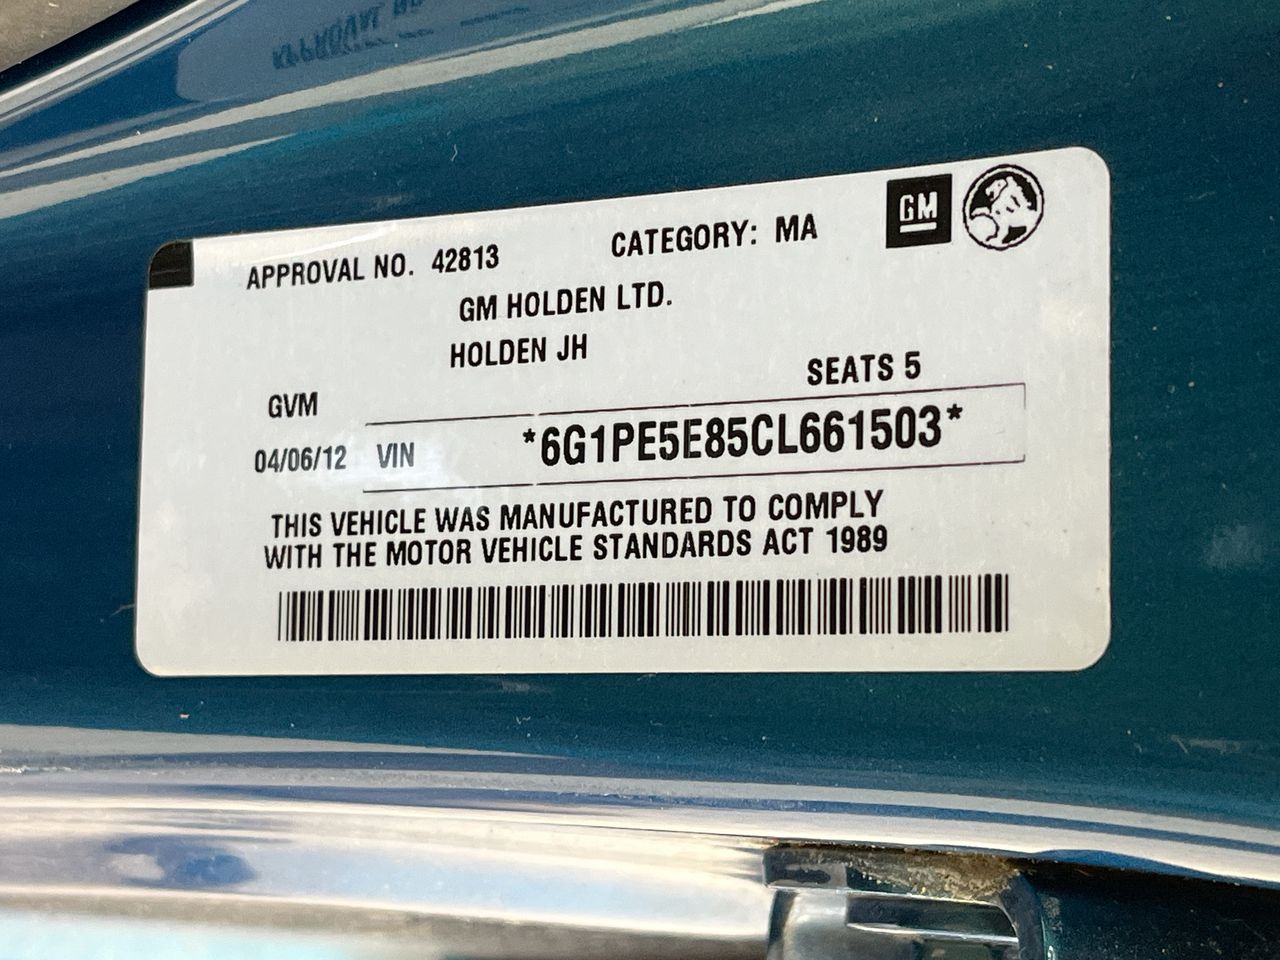 APPROVAL NO. 42813 CATEGORY: MA GM
GM HOLDEN LTD.
HOLDEN JH
SEATS 5
GVM
04/06/12 VIN *6G1PE5E85CL661503*
THIS VEHICLE WAS MANUFACTURED TO COMPLY
WITH THE MOTOR VEHICLE STANDARDS ACT 1989